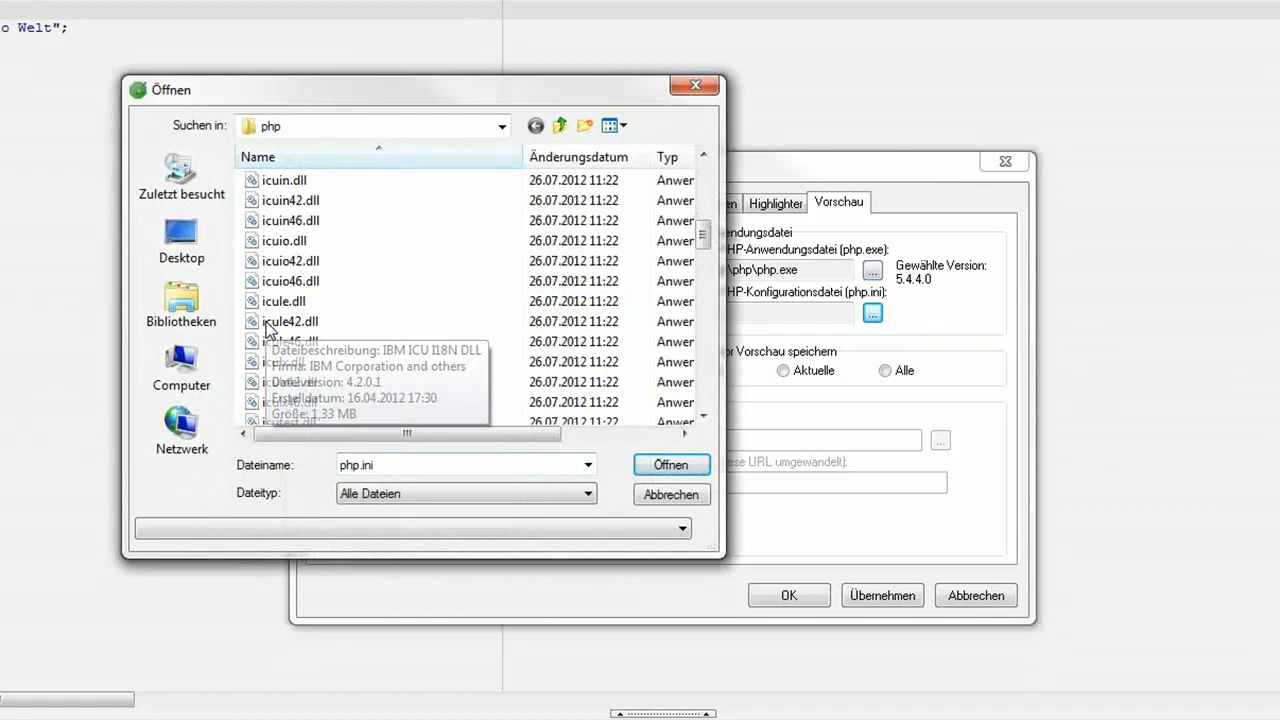 o Welt";
Öffnen
Suchen in:
php
Name
Änderungsdatum
Typ
Zuletzt besucht
Desktop
Bibliotheken
Computer
Netzwerk
icuin.dll 26.07.2012 11:22 Anwer
icuin42.dll 26.07.2012 11:22 Anwer
icuin46.dll 26.07.2012 11:22 Anwer
icuio.dll 26.07.2012 11:22 Anwer
icuio42.dll 26.07.2012 11:22 Anwer
icuio46.dll 26.07.2012 11:22 Anwer
icule.dll 26.07.2012 11:22 Anwer
icule42.dll 26.07.2012 11:22 Anwer
icule46.dll 26.07.2012 11:22 Anwer
26.07.2012 11:22 Anwer
26.07.2012 11:22 Anwer
26.07.2012 11:22 Anwer
26.07.2012 11:22 Anwer
Dateibeschreibung: IBM ICU I18N DLL
Firma: IBM Corporation and others
Dateiversion: 4.2.0.1
Erstelldatum: 16.04.2012 17:30
Größe: 1,33 MB
Dateiname:
php.ini
Öffnen
Dateityp:
Alle Dateien
Abbrechen
en
Highlighter
Vorschau
endungsdatei
HP-Anwendungsdatei (php.exe):
\php\php.exe
...
Gewählte Version:
5.4.4.0
HP-Konfigurationsdatei (php.ini)
...
or Vorschau speichern
Aktuelle
Alle
...
ese URL umgewandelt):
OK
Übernehmen
Abbrechen